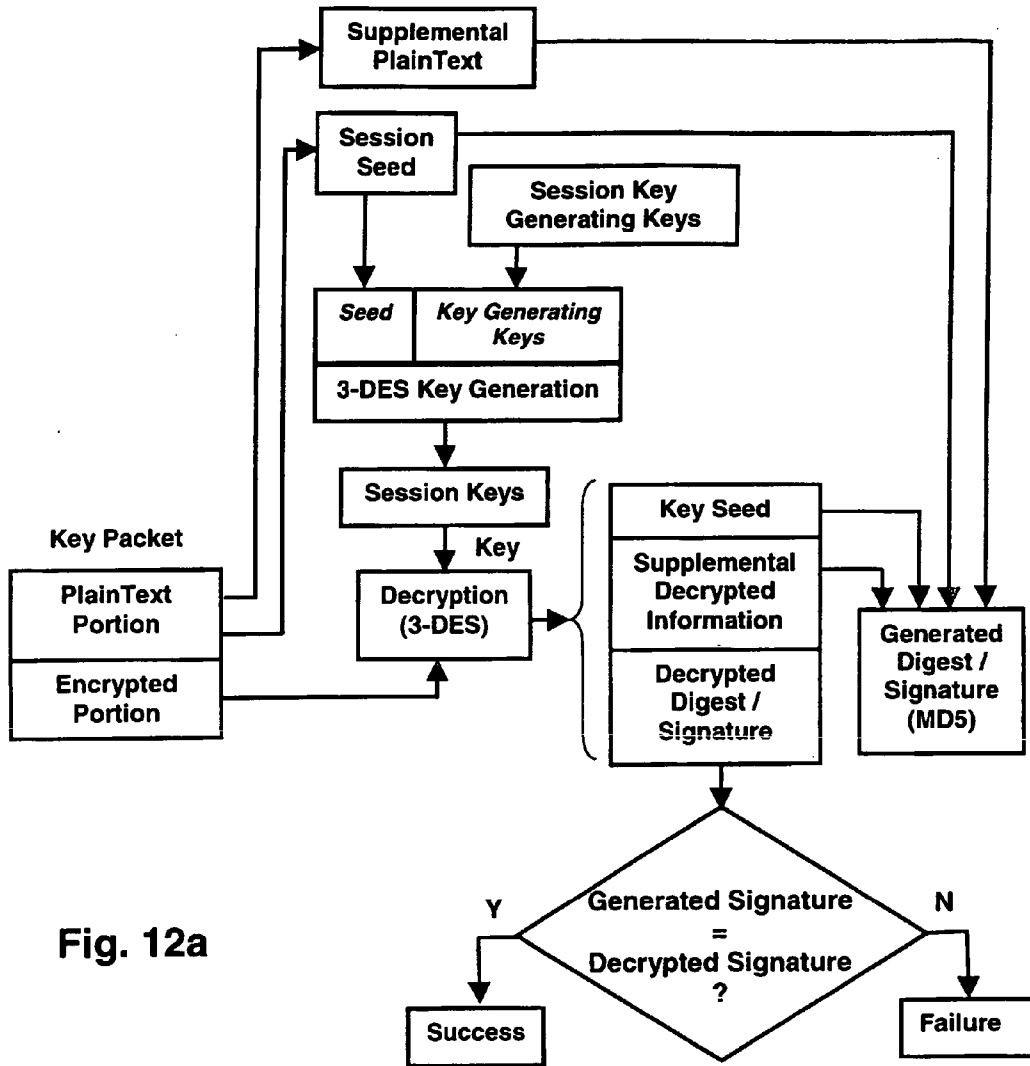 Supplemental
PlainText
Session
Seed
Session Key
Generating Keys
Seed
Key Generating
Keys
3-DES Key Generation
Session Keys
Key
Key Packet
PlainText
Portion
Encrypted
Portion
Decryption
(3-DES)
Key Seed
Supplemental
Decrypted
Information
Decrypted
Digest /
Signature
Generated
Digest /
Signature
(MD5)
Y
Generated Signature
=
Decrypted Signature
?
N
Fig. 12a
Success
Failure